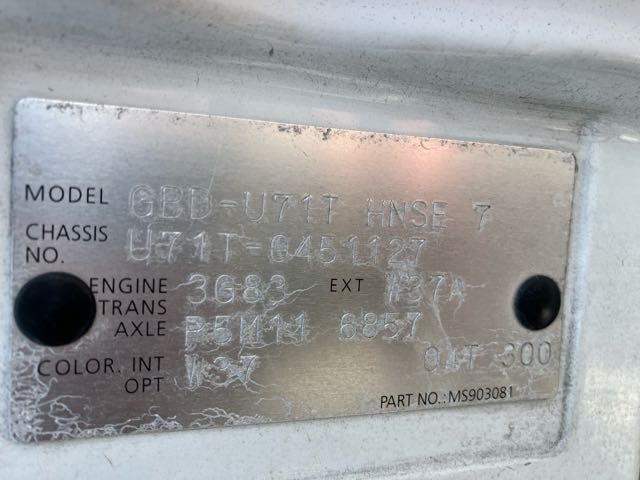 MODEL GBD-U71T HNSE 7
CHASSIS NO. U71T-0451127
ENGINE 3G83 EXT W37A
TRANS AXLE R5M11 6857
COLOR. INT W37 04T 300
OPT
PART NO.: MS903081